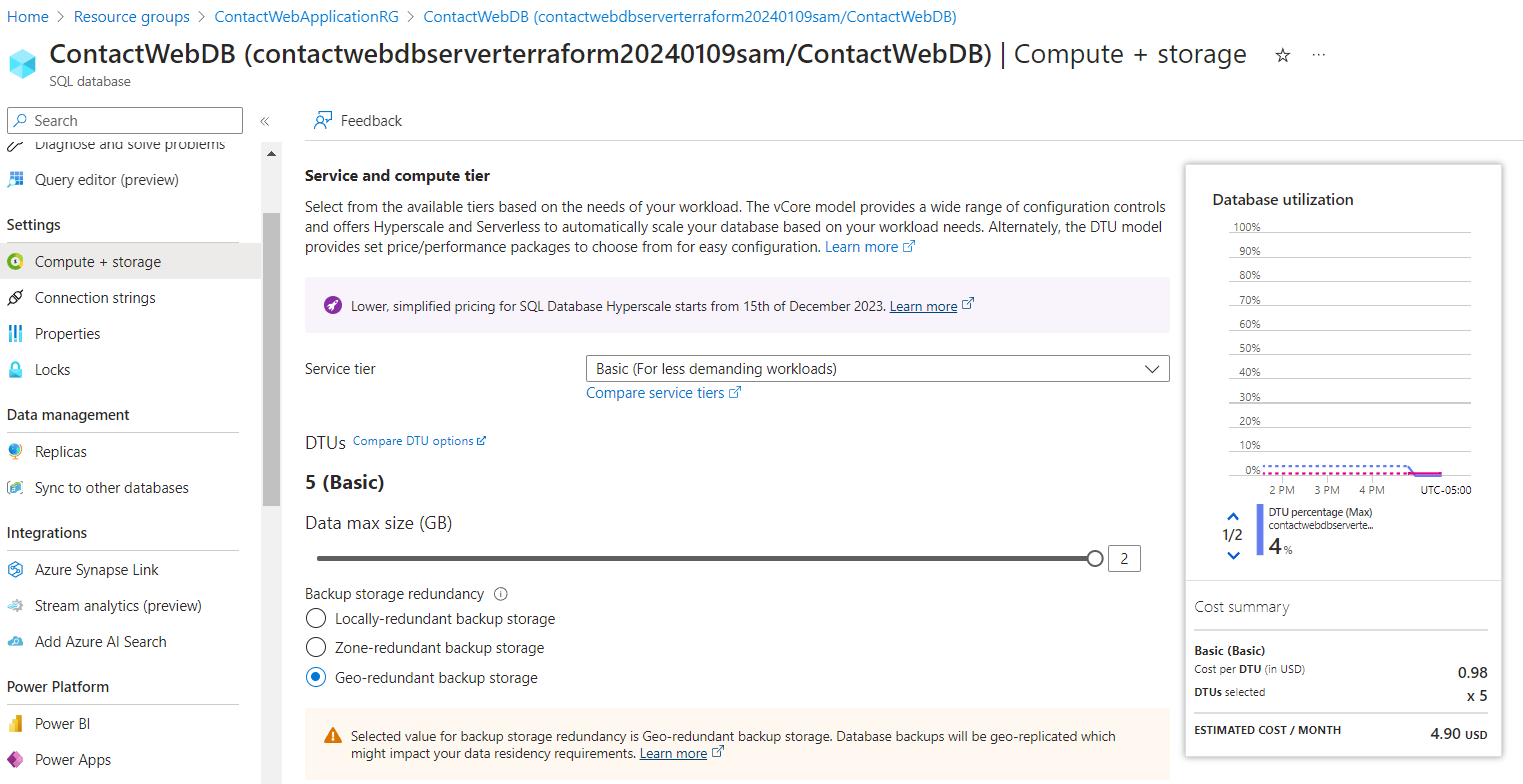 Home > Resource groups > ContactWebApplicationRG > ContactWebDB (contactwebdbserverterraform20240109sam/ContactWebDB)
ContactWebDB (contactwebdbserverterraform20240109sam/ContactWebDB) | Compute + storage
SQL database
Search
Diagnose and solve problems
Query editor (preview)
Settings
Compute + storage
Connection strings
Properties
Locks
Data management
Replicas
Sync to other databases
Integrations
Azure Synapse Link
Stream analytics (preview)
Add Azure AI Search
Power Platform
Power BI
Power Apps
Feedback
Service and compute tier
Select from the available tiers based on the needs of your workload. The vCore model provides a wide range of configuration controls
and offers Hyperscale and Serverless to automatically scale your database based on your workload needs. Alternately, the DTU model
provides set price/performance packages to choose from for easy configuration. Learn more
Lower, simplified pricing for SQL Database Hyperscale starts from 15th of December 2023. Learn more
Service tier
Basic (For less demanding workloads)
Compare service tiers
DTUs Compare DTU options
5 (Basic)
Data max size (GB)
2
Backup storage redundancy
Locally-redundant backup storage
Zone-redundant backup storage
Geo-redundant backup storage
Selected value for backup storage redundancy is Geo-redundant backup storage. Database backups will be geo-replicated which
might impact your data residency requirements. Learn more
Database utilization
100%
90%
80%
70%
60%
50%
40%
30%
20%
10%
0%
2 PM 3 PM 4 PM UTC-05:00
1/2
DTU percentage (Max)
contactwebdbserverte...
4%
Cost summary
Basic (Basic)
Cost per DTU (in USD) 0.98
DTUs selected x 5
ESTIMATED COST / MONTH 4.90 USD